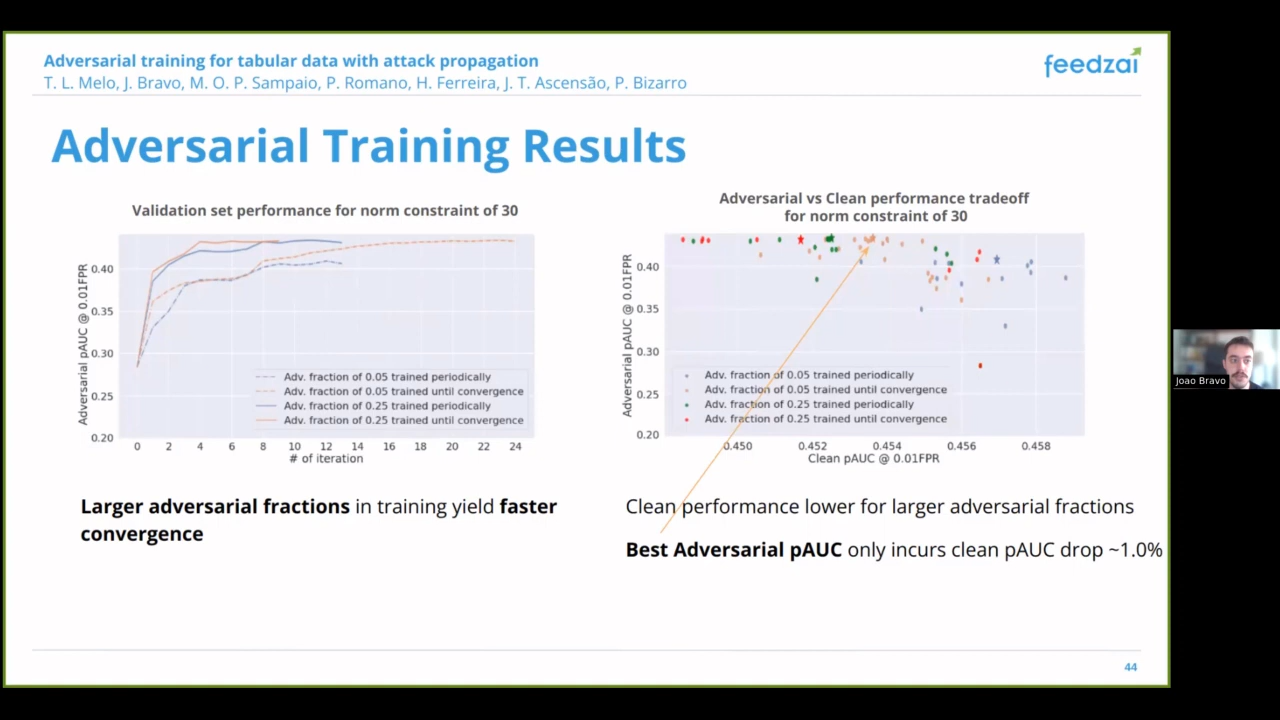 Adversarial training for tabular data with attack propagation
T. L. Melo, J. Bravo, M. O. P. Sampaio, P. Romano, H. Ferreira, J. T. Ascensão, P. Bizarro
feedzai
Adversarial Training Results
Validation set performance for norm constraint of 30
Adversarial pAUC @ 0.01FPR
0.40
0.35
0.30
0.25
0.20
Adv. fraction of 0.05 trained periodically
Adv. fraction of 0.05 trained until convergence
Adv. fraction of 0.25 trained periodically
Adv. fraction of 0.25 trained until convergence
0 2 4 6 8 10 12 14 16 18 20 22 24
# of iteration
Larger adversarial fractions in training yield faster
convergence
Adversarial vs Clean performance tradeoff
for norm constraint of 30
Adversarial pAUC @ 0.01FPR
0.40
0.35
0.30
0.25
0.20
Adv. fraction of 0.05 trained periodically
Adv. fraction of 0.05 trained until convergence
Adv. fraction of 0.25 trained periodically
Adv. fraction of 0.25 trained until convergence
0.450 0.452 0.454 0.456 0.458
Clean pAUC @ 0.01FPR
Clean performance lower for larger adversarial fractions
Best Adversarial pAUC only incurs clean pAUC drop ~1.0%
44
Joao Bravo